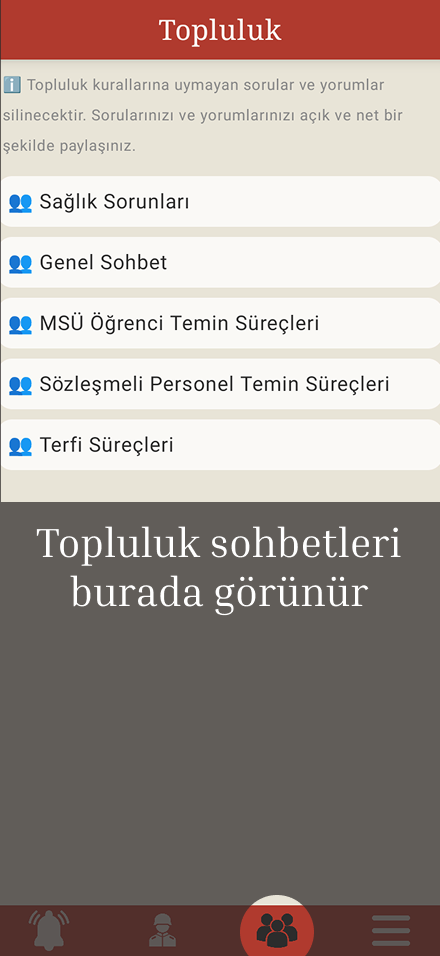 Topluluk
Topluluk kurallarına uymayan sorular ve yorumlar
silinecektir. Sorularınızı ve yorumlarınızı açık ve net bir
şekilde paylaşınız.
Sağlık Sorunları
Genel Sohbet
MSÜ Öğrenci Temin Süreçleri
Sözleşmeli Personel Temin Süreçleri
Terfi Süreçleri
Topluluk sohbetleri
burada görünür